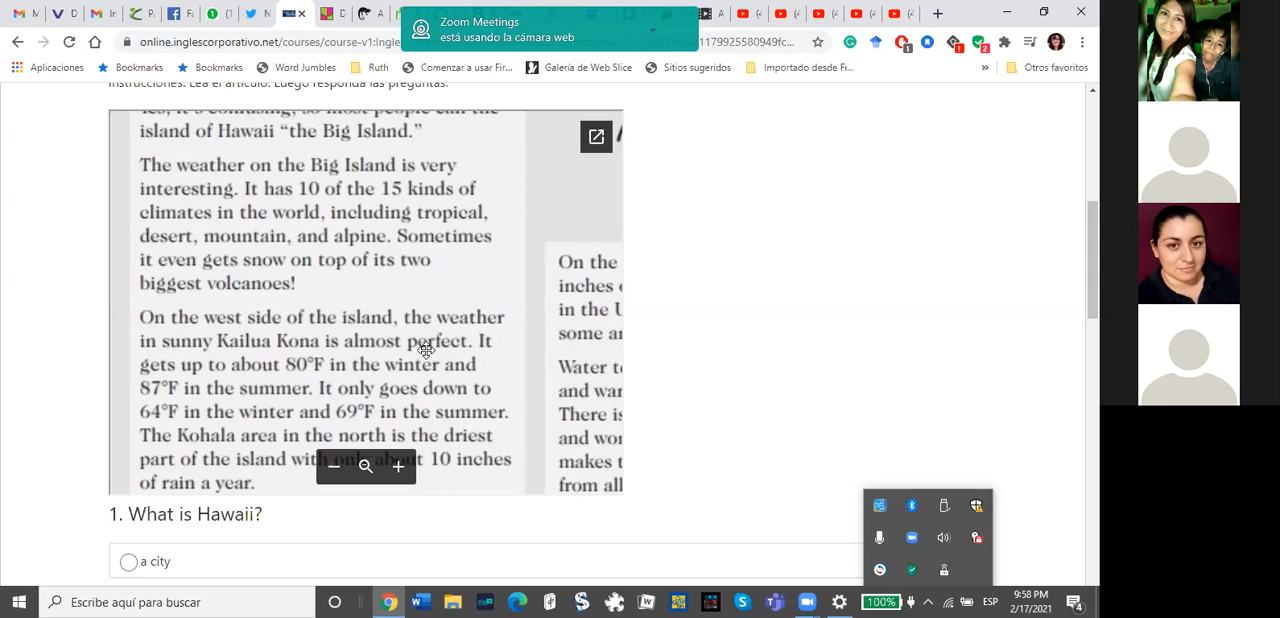 Zoom Meetings
está usando la cámara web
online.inglescorporativo.net/courses/course-v1:Ingle
1179925580949fc...
Aplicaciones
Bookmarks
Bookmarks
Word Jumbles
Ruth
Comenzar a usar Fir...
Galería de Web Slice
Sitios sugeridos
Importado desde Fi...
»
Otros favoritos
Instrucciones. Lea el artículo. Luego responda las preguntas.
island of Hawaii “the Big Island.”
The weather on the Big Island is very
interesting. It has 10 of the 15 kinds of
climates in the world, including tropical,
desert, mountain, and alpine. Sometimes
it even gets snow on top of its two
biggest volcanoes!
On the west side of the island, the weather
in sunny Kailua Kona is almost perfect. It
gets up to about 80°F in the winter and
87°F in the summer. It only goes down to
64°F in the winter and 69°F in the summer.
The Kohala area in the north is the driest
part of the island with only about 10 inches
of rain a year.
On the
inches
in the U
some
Water
and
There is
and
makes
from all
1. What is Hawaii?
a city
Escribe aquí para buscar
100%
ESP
9:58 PM
2/17/2021
4